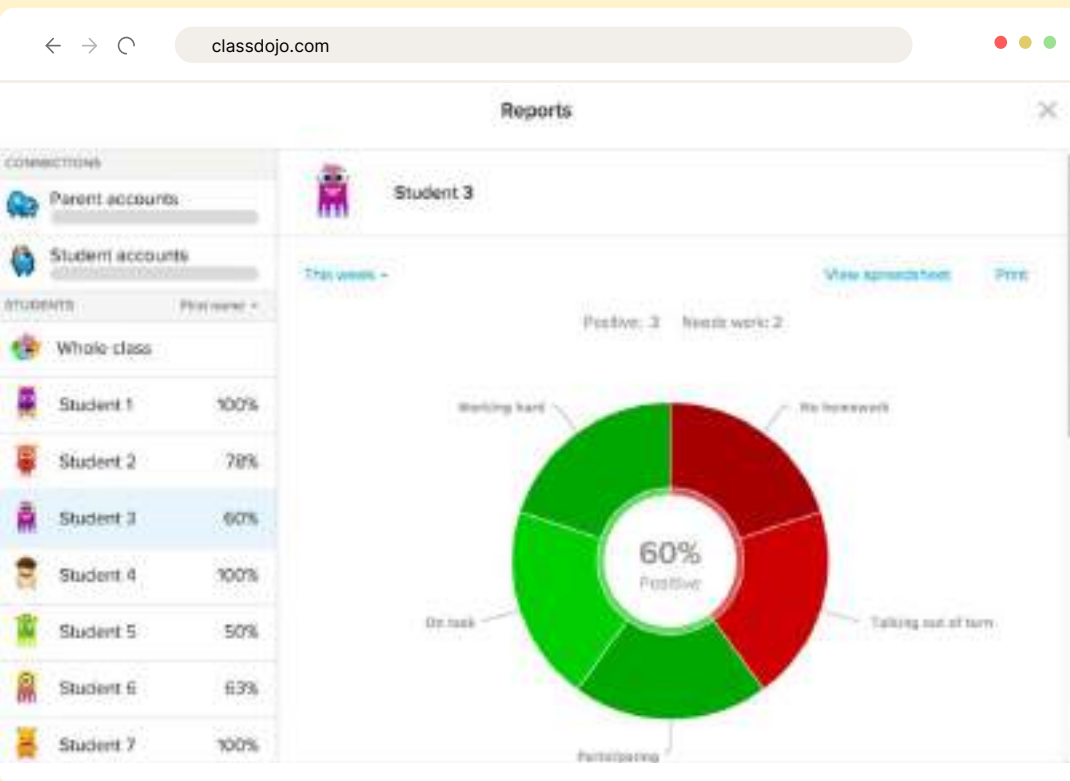 classdojo.com
Reports
CONNECTIONS
Parent accounts
Student accounts
STUDENTS First name
Whole class
Student 1 100%
Student 2 78%
Student 3 60%
Student 4 100%
Student 5 50%
Student 6 63%
Student 7 100%
Student 3
This week View spreadsheet Print
Positive: 3 Needs work: 2
Working hard No homework
60%
Positive
On task Talking out of turn
Participating